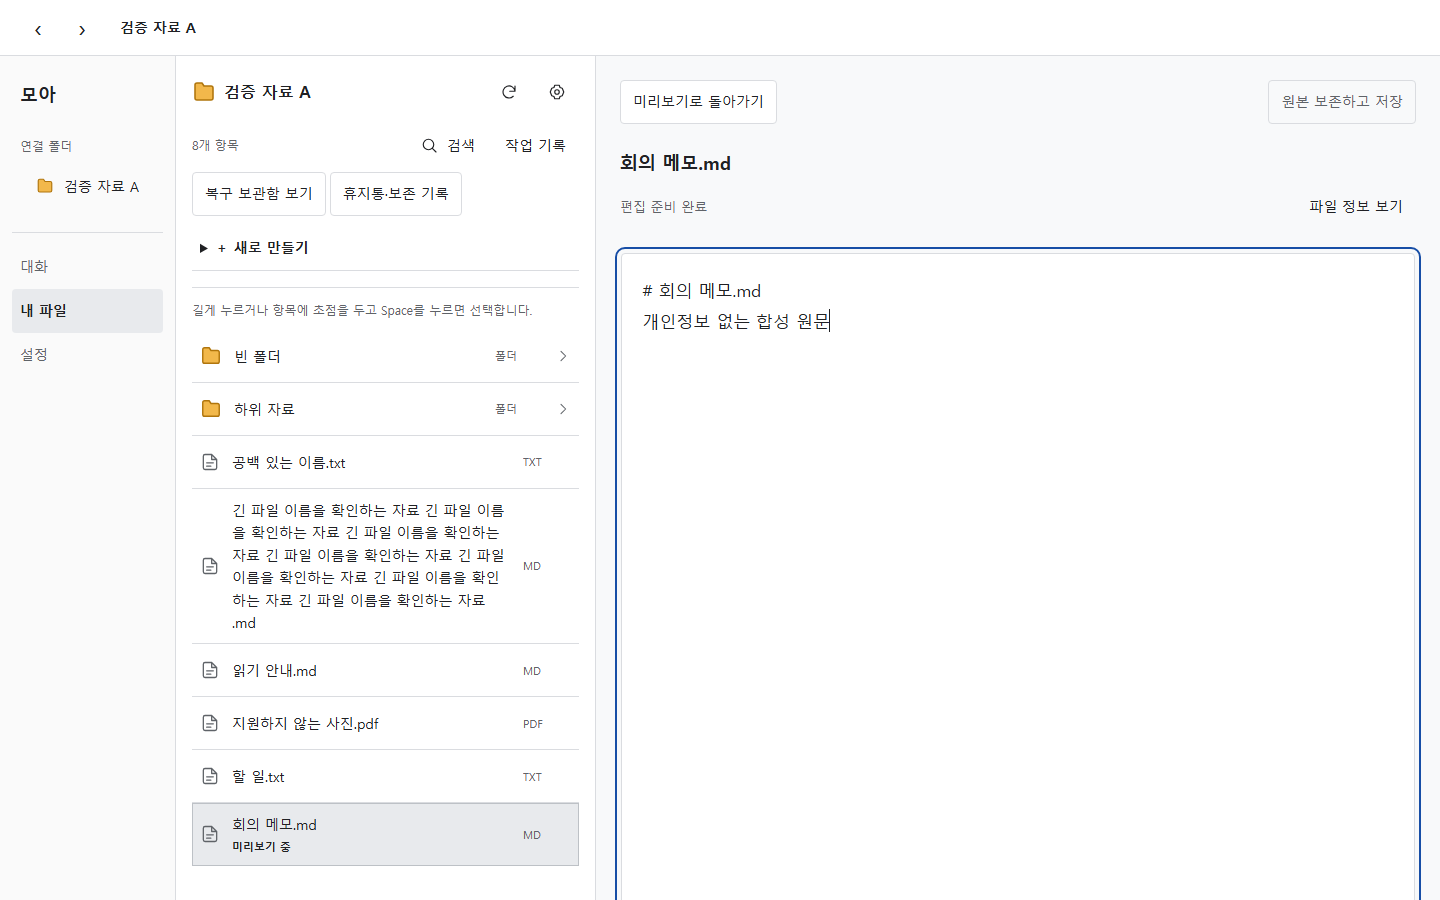 검증 자료 A
모아
연결 폴더
검증 자료 A
대화
내 파일
설정
검증 자료 A
8개 항목
검색
작업 기록
복구 보관함 보기
휴지통·보존 기록
+ 새로 만들기
길게 누르거나 항목에 초점을 두고 Space를 누르면 선택합니다.
빈 폴더 폴더
하위 자료 폴더
공백 있는 이름.txt TXT
긴 파일 이름을 확인하는 자료 긴 파일 이름
을 확인하는 자료 긴 파일 이름을 확인하는
자료 긴 파일 이름을 확인하는 자료 긴 파일
이름을 확인하는 자료 긴 파일 이름을 확인
하는 자료 긴 파일 이름을 확인하는 자료
.md
MD
읽기 안내.md MD
지원하지 않는 사진.pdf PDF
할 일.txt TXT
회의 메모.md MD
미리보기 중
미리보기로 돌아가기
원본 보존하고 저장
회의 메모.md
편집 준비 완료
파일 정보 보기
# 회의 메모.md
개인정보 없는 합성 원문